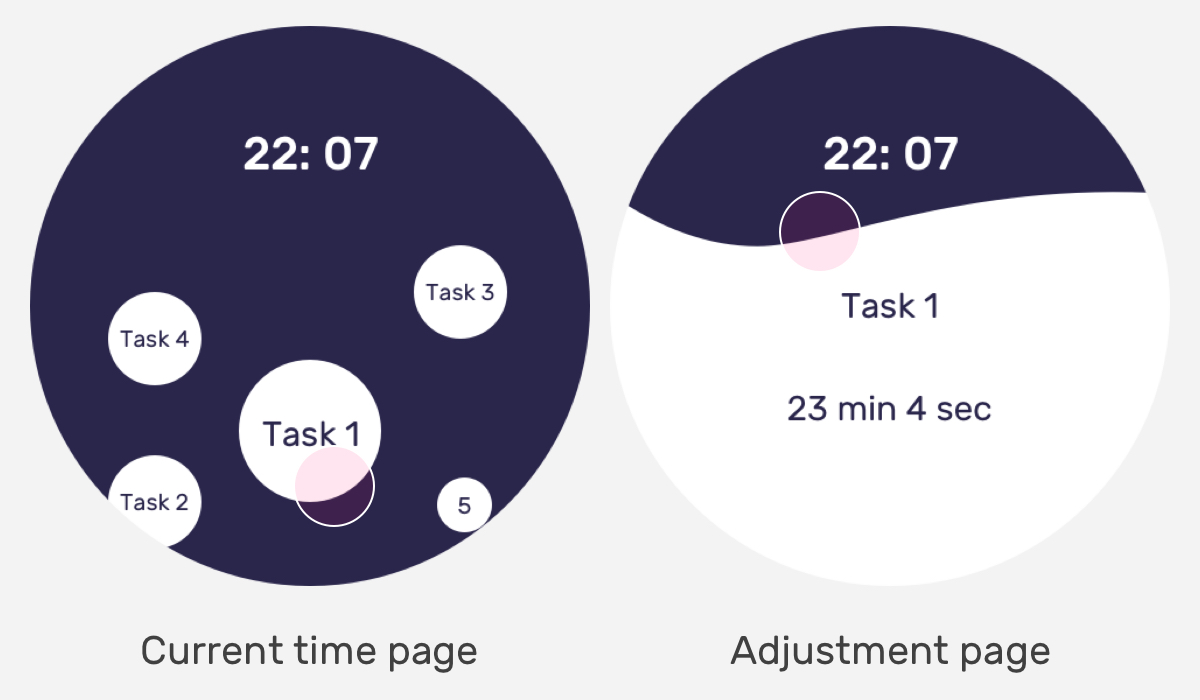 22: 07
Task 3
Task 4
Task 1
Task 2
5
Current time page
22: 07
Task 1
23 min 4 sec
Adjustment page